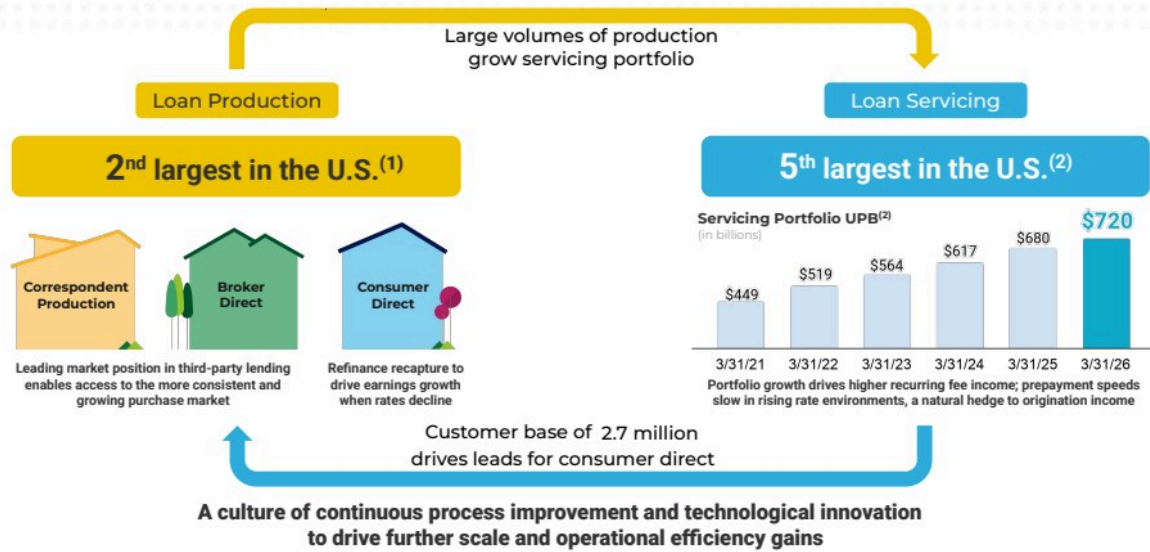 Large volumes of production
grow servicing portfolio
Loan Production
Loan Servicing
2nd largest in the U.S.(1)
5th largest in the U.S.(2)
Correspondent
Production
Broker
Direct
Consumer
Direct
Leading market position in third-party lending
enables access to the more consistent and
growing purchase market
Refinance recapture to
drive earnings growth
when rates decline
Servicing Portfolio UPB(2)
(in billions)
$449
$519
$564
$617
$680
$720
3/31/21
3/31/22
3/31/23
3/31/24
3/31/25
3/31/26
Portfolio growth drives higher recurring fee income; prepayment speeds
slow in rising rate environments, a natural hedge to origination income
Customer base of 2.7 million
drives leads for consumer direct
A culture of continuous process improvement and technological innovation
to drive further scale and operational efficiency gains